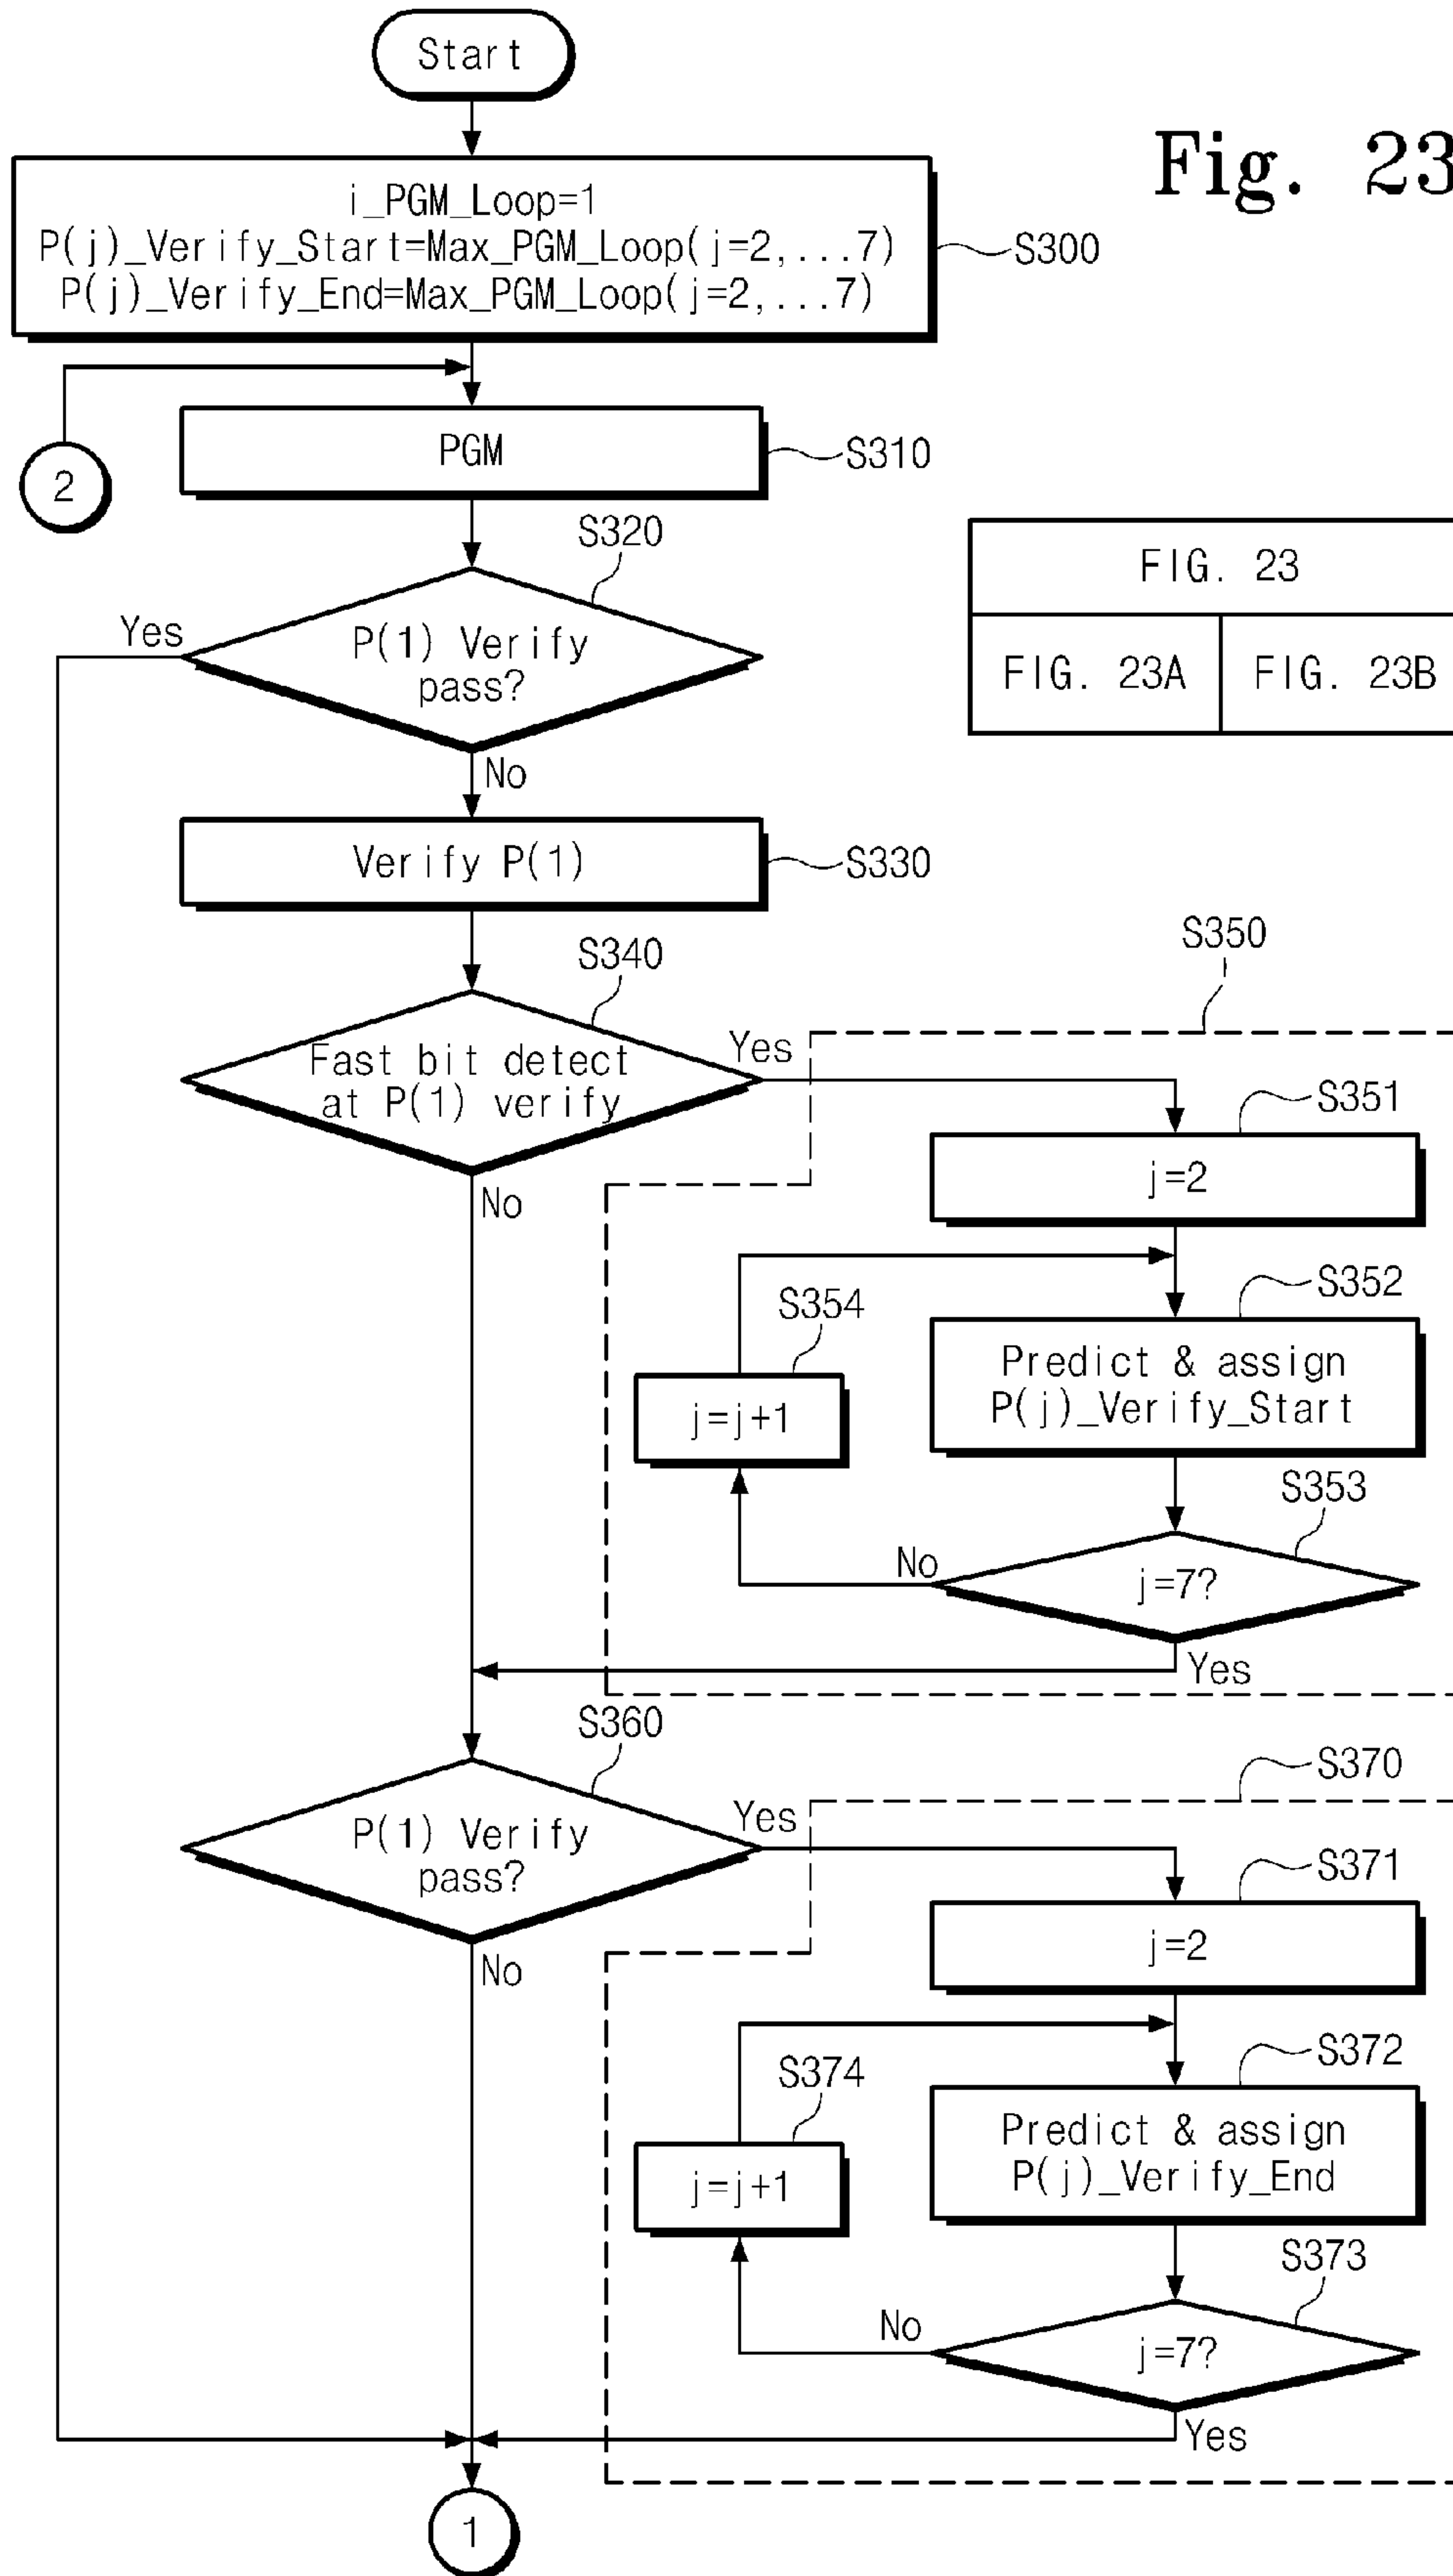 Start
Fig. 23
i_PGM_Loop=1
P(j)_Verify_Start=Max_PGM_Loop(j=2,...7)
P(j)_Verify_End=Max_PGM_Loop(j=2,...7)
S300
2
PGM
S310
S320
FIG. 23
FIG. 23A
FIG. 23B
Yes
P(1) Verify
pass?
No
Verify P(1)
S330
S340
S350
Fast bit detect
at P(1) verify
Yes
No
S351
j=2
S352
Predict & assign
P(j)_Verify_Start
S354
j=j+1
S353
No
j=7?
Yes
S360
S370
P(1) Verify
pass?
Yes
No
S371
j=2
S372
Predict & assign
P(j)_Verify_End
S374
j=j+1
S373
No
j=7?
Yes
1